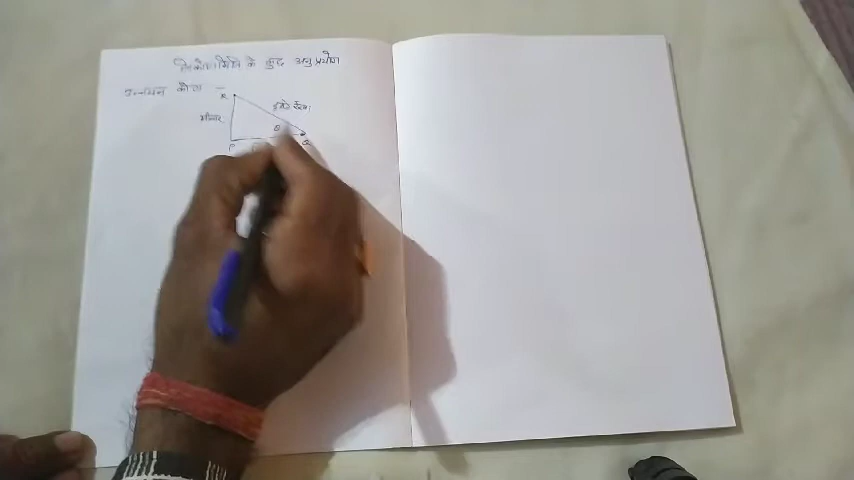 त्रिकोणमिति के कुछ अनुप्रयोग
उन्नयन कोण -
R
दृष्टि रेखा
मीनार
θ
P
Q